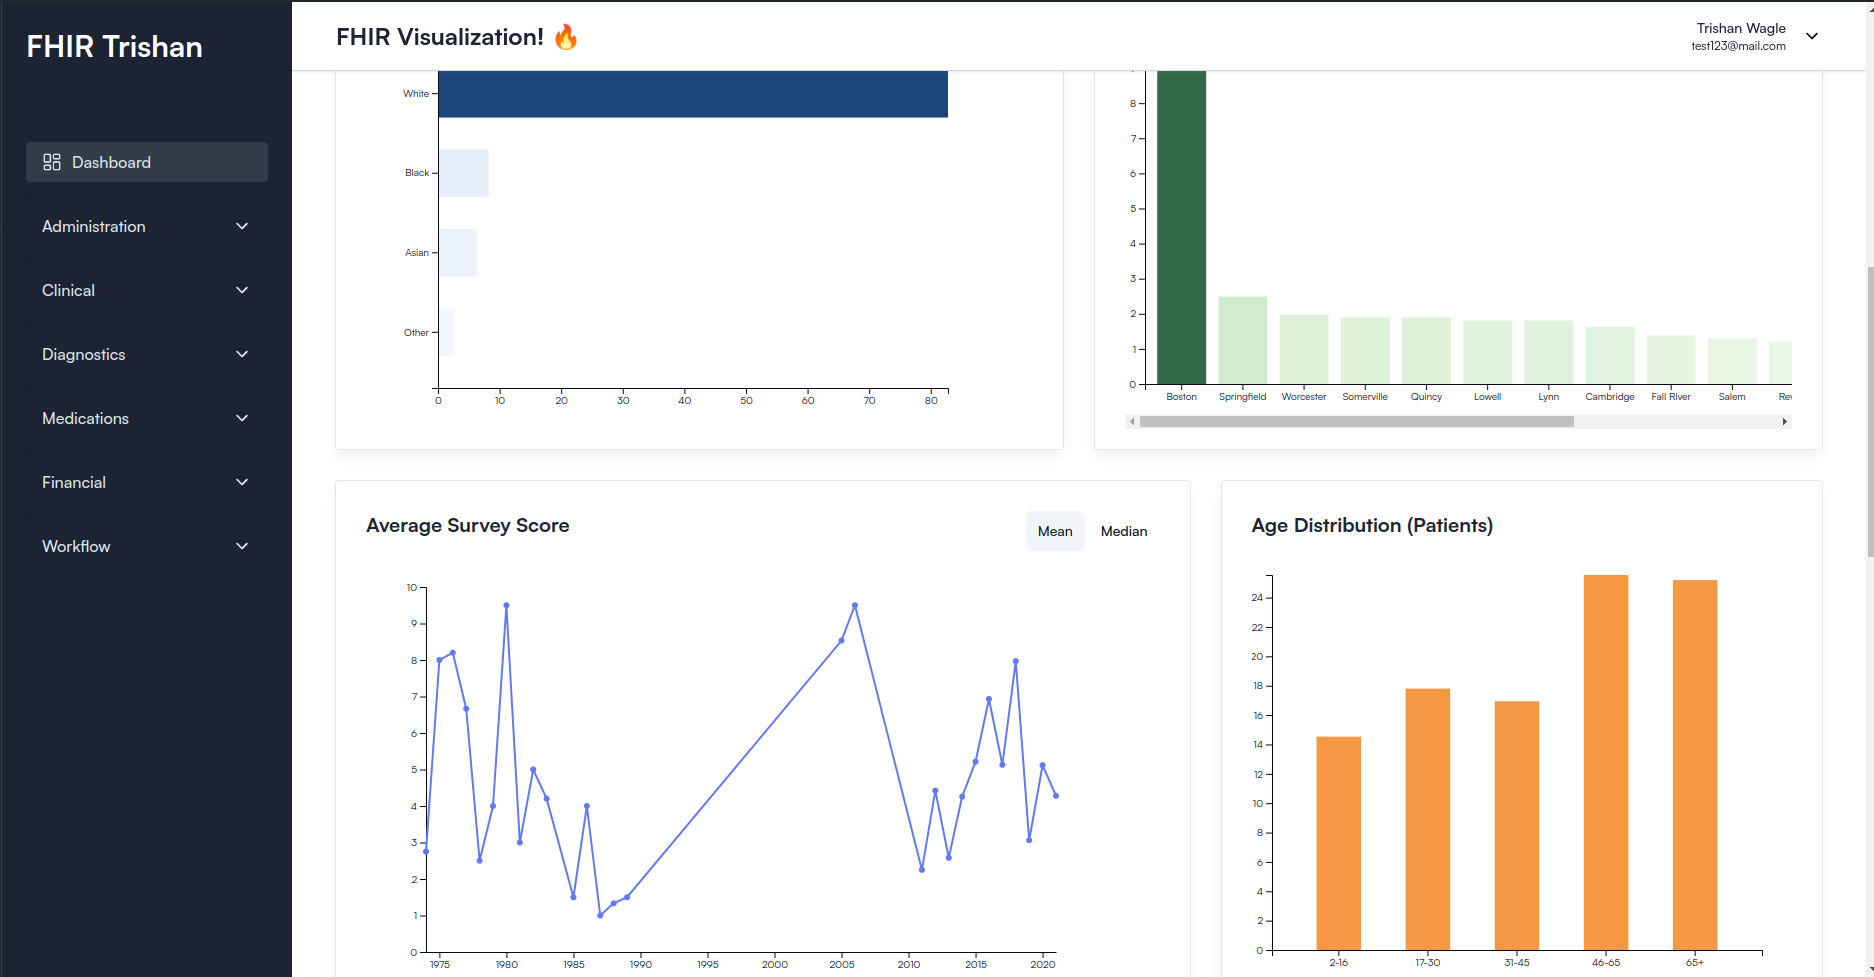 FHIR Trishan
Dashboard
Administration
Clinical
Diagnostics
Medications
Financial
Workflow
FHIR Visualization! 🔥
Trishan Wagle
test123@mail.com
White
Black
Asian
Other
0 10 20 30 40 50 60 70 80
8
7
6
5
4
3
2
1
0
Boston Springfield Worcester Somerville Quincy Lowell Lynn Cambridge Fall River Salem Rev
Average Survey Score
Mean Median
10
9
8
7
6
5
4
3
2
1
0
1975 1980 1985 1990 1995 2000 2005 2010 2015 2020
Age Distribution (Patients)
24
22
20
18
16
14
12
10
8
6
4
2
0
2-16 17-30 31-45 46-65 65+